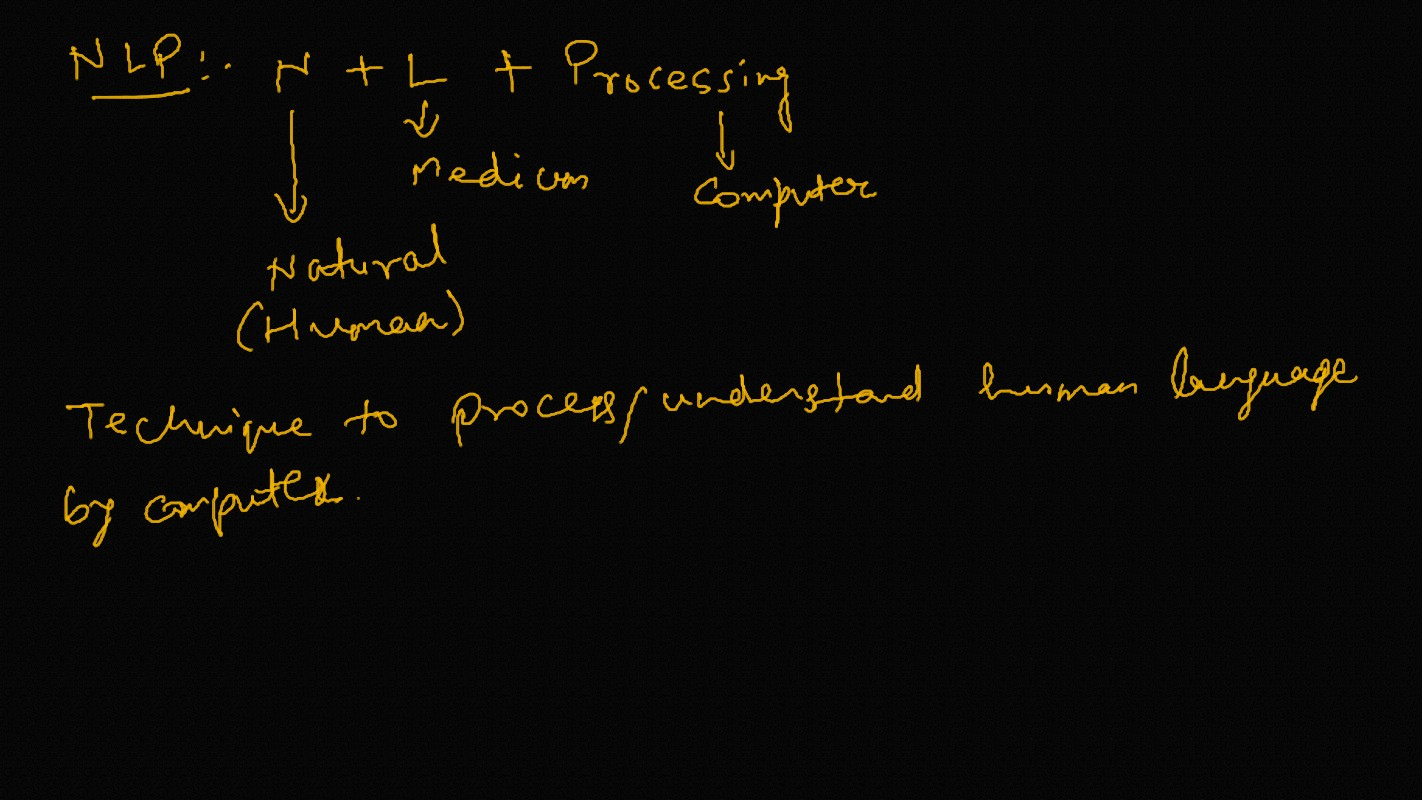 NLP:- N + L + Processing
Medium
Computer
Natural
(Human)
Technique to process/understand human language
by computer.